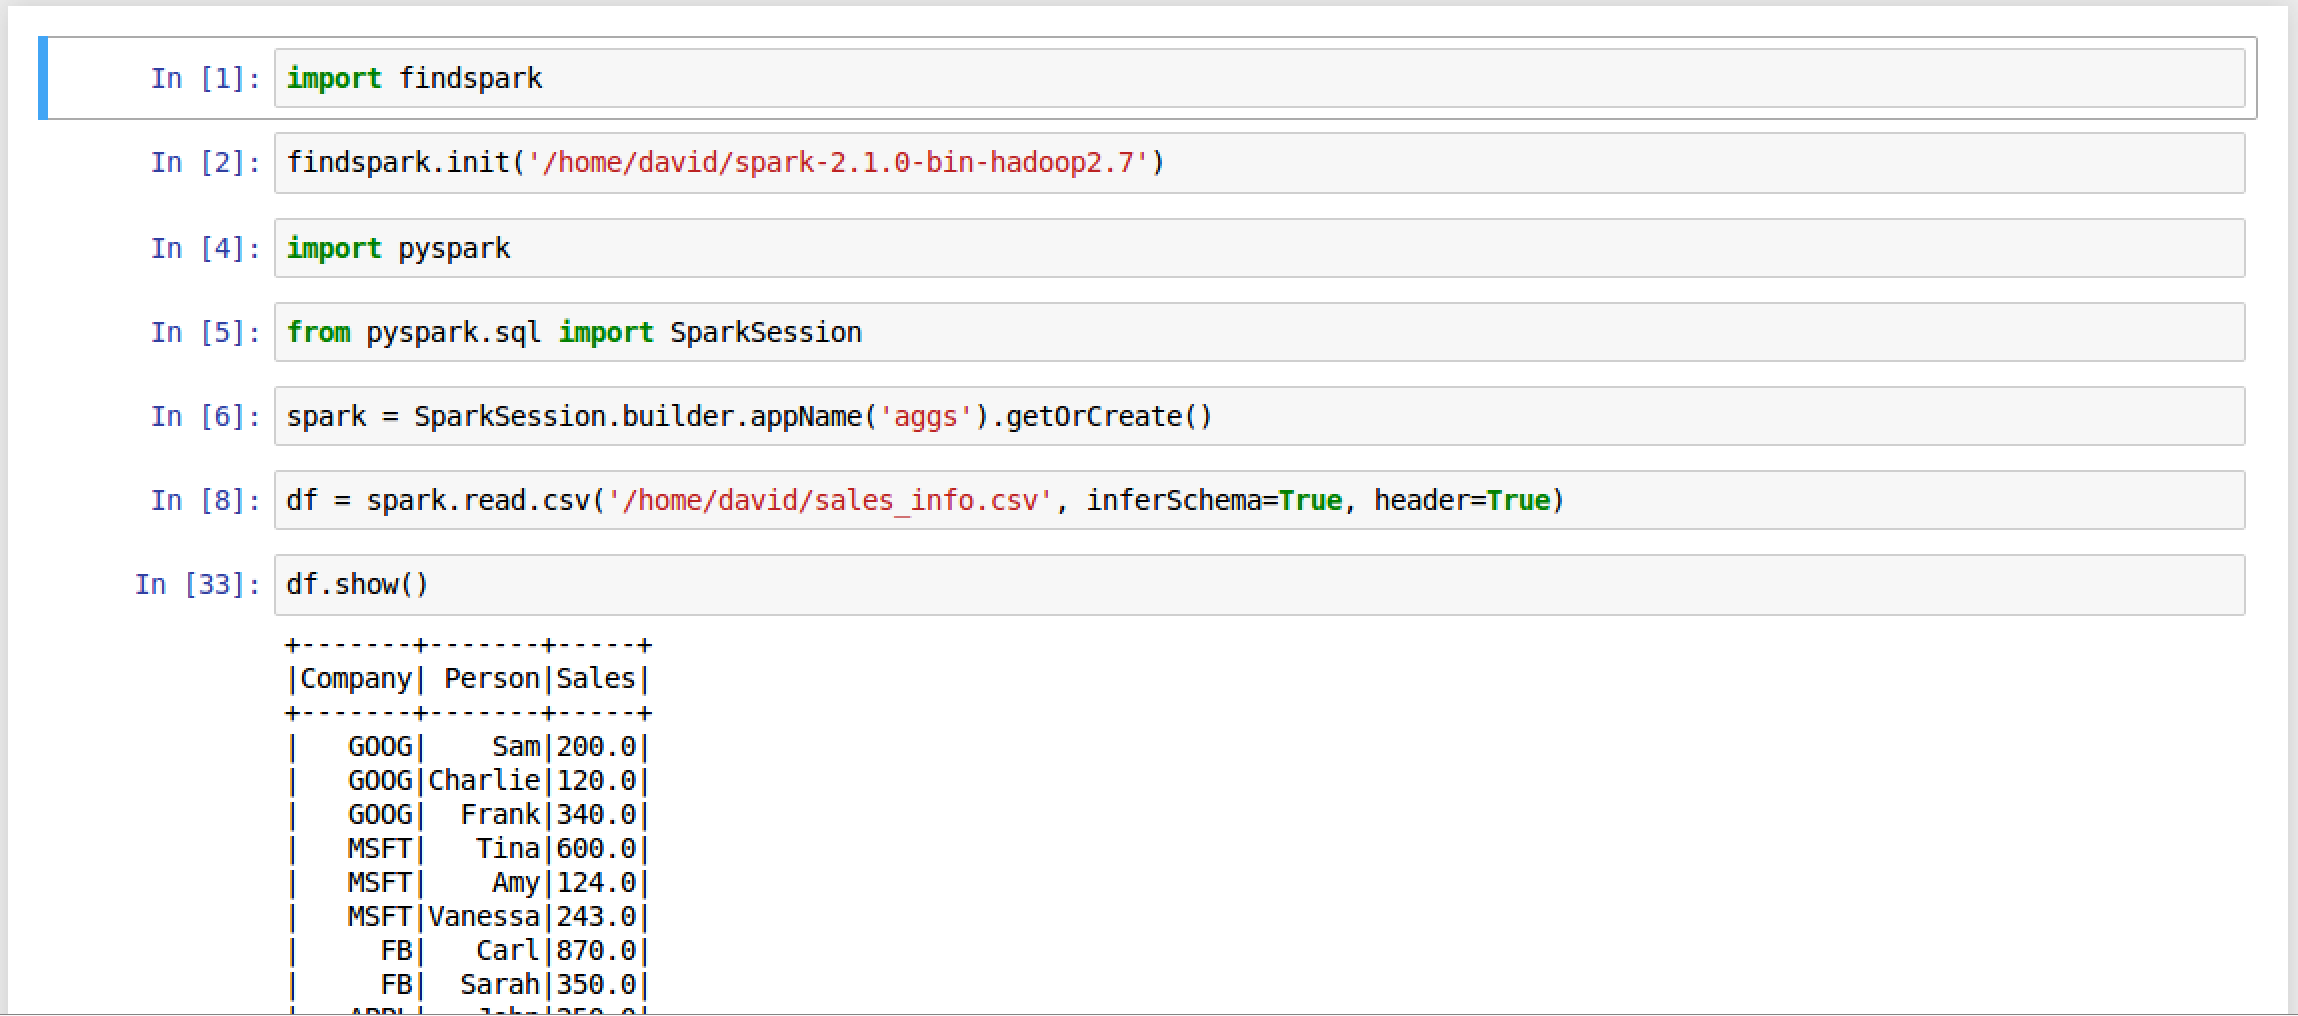 In [1]: import findspark
In [2]: findspark.init('/home/david/spark-2.1.0-bin-hadoop2.7')
In [4]: import pyspark
In [5]: from pyspark.sql import SparkSession
In [6]: spark = SparkSession.builder.appName('aggs').getOrCreate()
In [8]: df = spark.read.csv('/home/david/sales_info.csv', inferSchema=True, header=True)
In [33]: df.show()
+-------+-------+-----+
|Company| Person|Sales|
+-------+-------+-----+
|   GOOG|    Sam|200.0|
|   GOOG|Charlie|120.0|
|   GOOG|  Frank|340.0|
|   MSFT|   Tina|600.0|
|   MSFT|    Amy|124.0|
|   MSFT|Vanessa|243.0|
|     FB|   Carl|870.0|
|     FB|  Sarah|350.0|